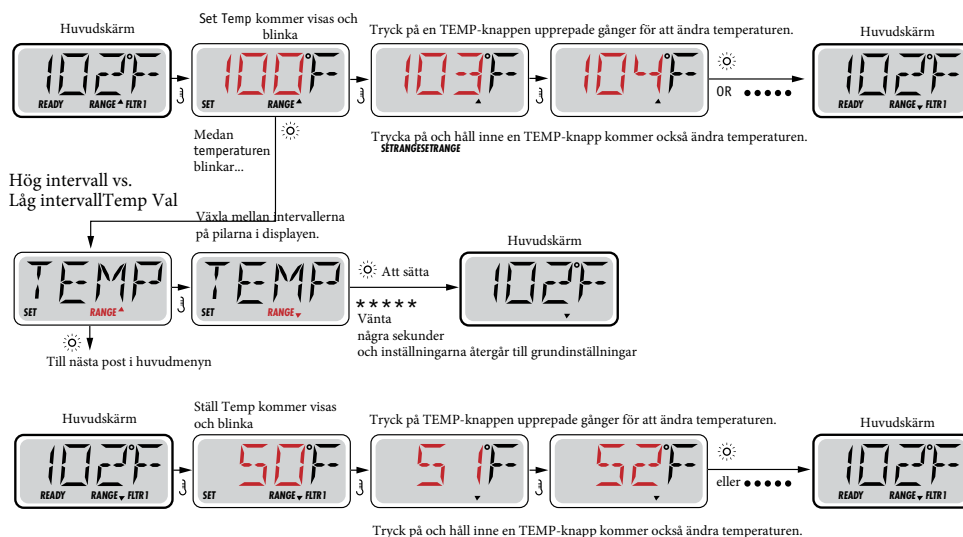 Huvudskärm
Set Temp kommer visas och
blinka
Tryck på en TEMP-knappen upprepade gånger för att ändra temperaturen.
Huvudskärm
102°F
READY RANGE FLTR1
100°F
SET RANGE
103°F
104°F
OR
102°F
READY RANGE FLTR1
Medan
temperaturen
blinkar...
Trycka på och håll inne en TEMP-knapp kommer också ändra temperaturen.
SETRANGESETRANGE
Hög intervall vs.
Låg intervallTemp Val
Växla mellan intervallerna
på pilarna i displayen.
Huvudskärm
TEMP
SET RANGE
TEMP
SET RANGE
Att sätta
*****
Vänta
några sekunder
och inställningarna återgår till grundinställningar
102°F
Till nästa post i huvudmenyn
Huvudskärm
Ställ Temp kommer visas
och blinka
Tryck på TEMP-knappen upprepade gånger för att ändra temperaturen.
Huvudskärm
102°F
READY RANGE FLTR1
50°F
SET RANGE
51°F
52°F
eller
102°F
READY RANGE FLTR1
Tryck på och håll inne en TEMP-knapp kommer också ändra temperaturen.